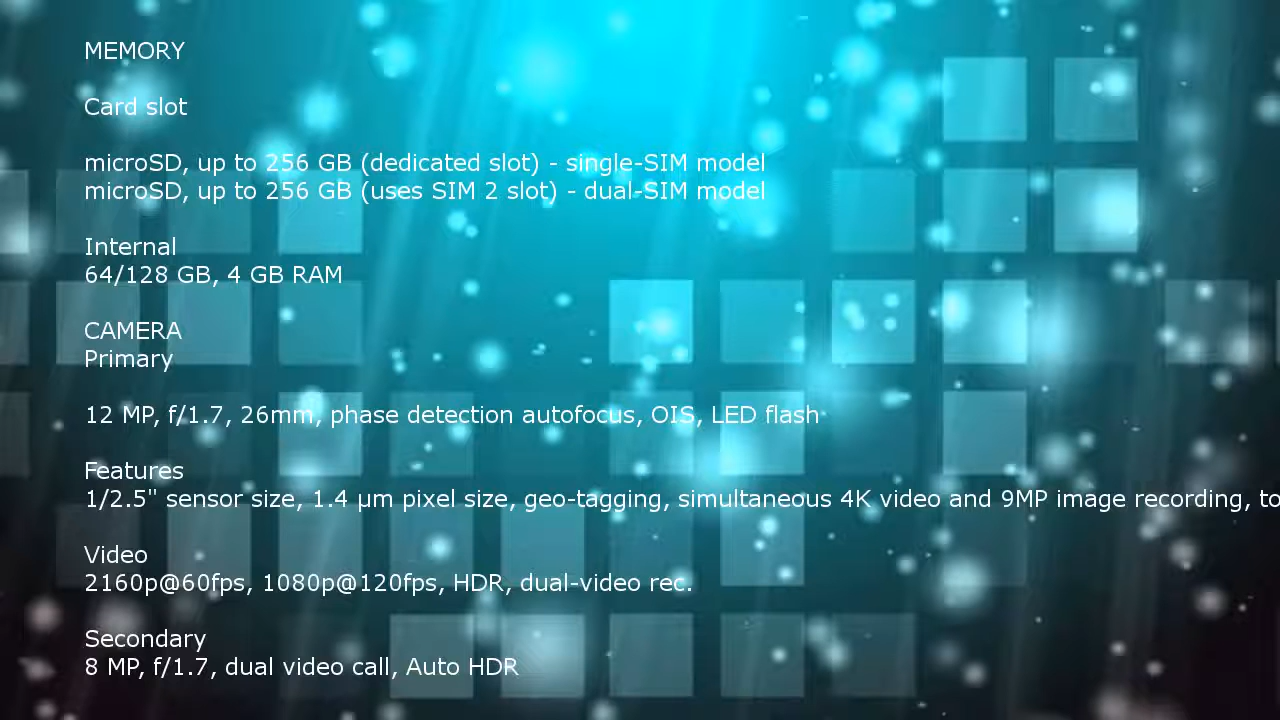 MEMORY
Card slot
microSD, up to 256 GB (dedicated slot) - single-SIM model
microSD, up to 256 GB (uses SIM 2 slot) - dual-SIM model
Internal
64/128 GB, 4 GB RAM
CAMERA
Primary
12 MP, f/1.7, 26mm, phase detection autofocus, OIS, LED flash
Features
1/2.5" sensor size, 1.4 µm pixel size, geo-tagging, simultaneous 4K video and 9MP image recording, to
Video
2160p@60fps, 1080p@120fps, HDR, dual-video rec.
Secondary
8 MP, f/1.7, dual video call, Auto HDR